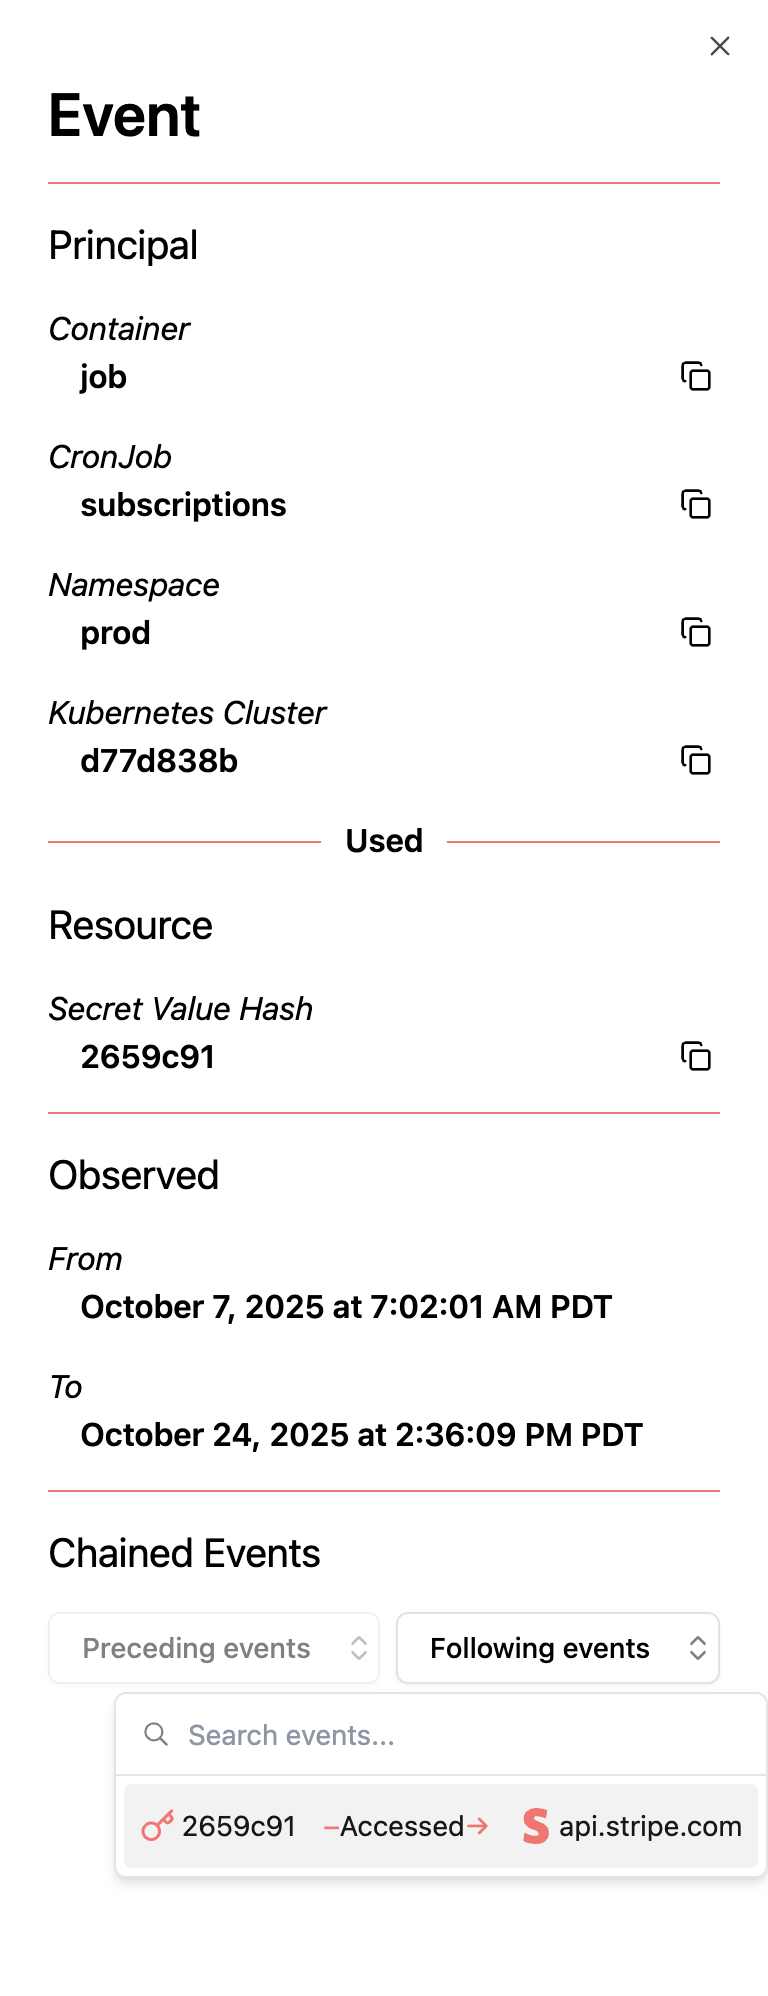 Event
Principal
Container
job
CronJob
subscriptions
Namespace
prod
Kubernetes Cluster
d77d838b
Used
Resource
Secret Value Hash
2659c91
Observed
From
October 7, 2025 at 7:02:01 AM PDT
To
October 24, 2025 at 2:36:09 PM PDT
Chained Events
Preceding events Following events
Search events...
2659c91 –Accessed→ S api.stripe.com